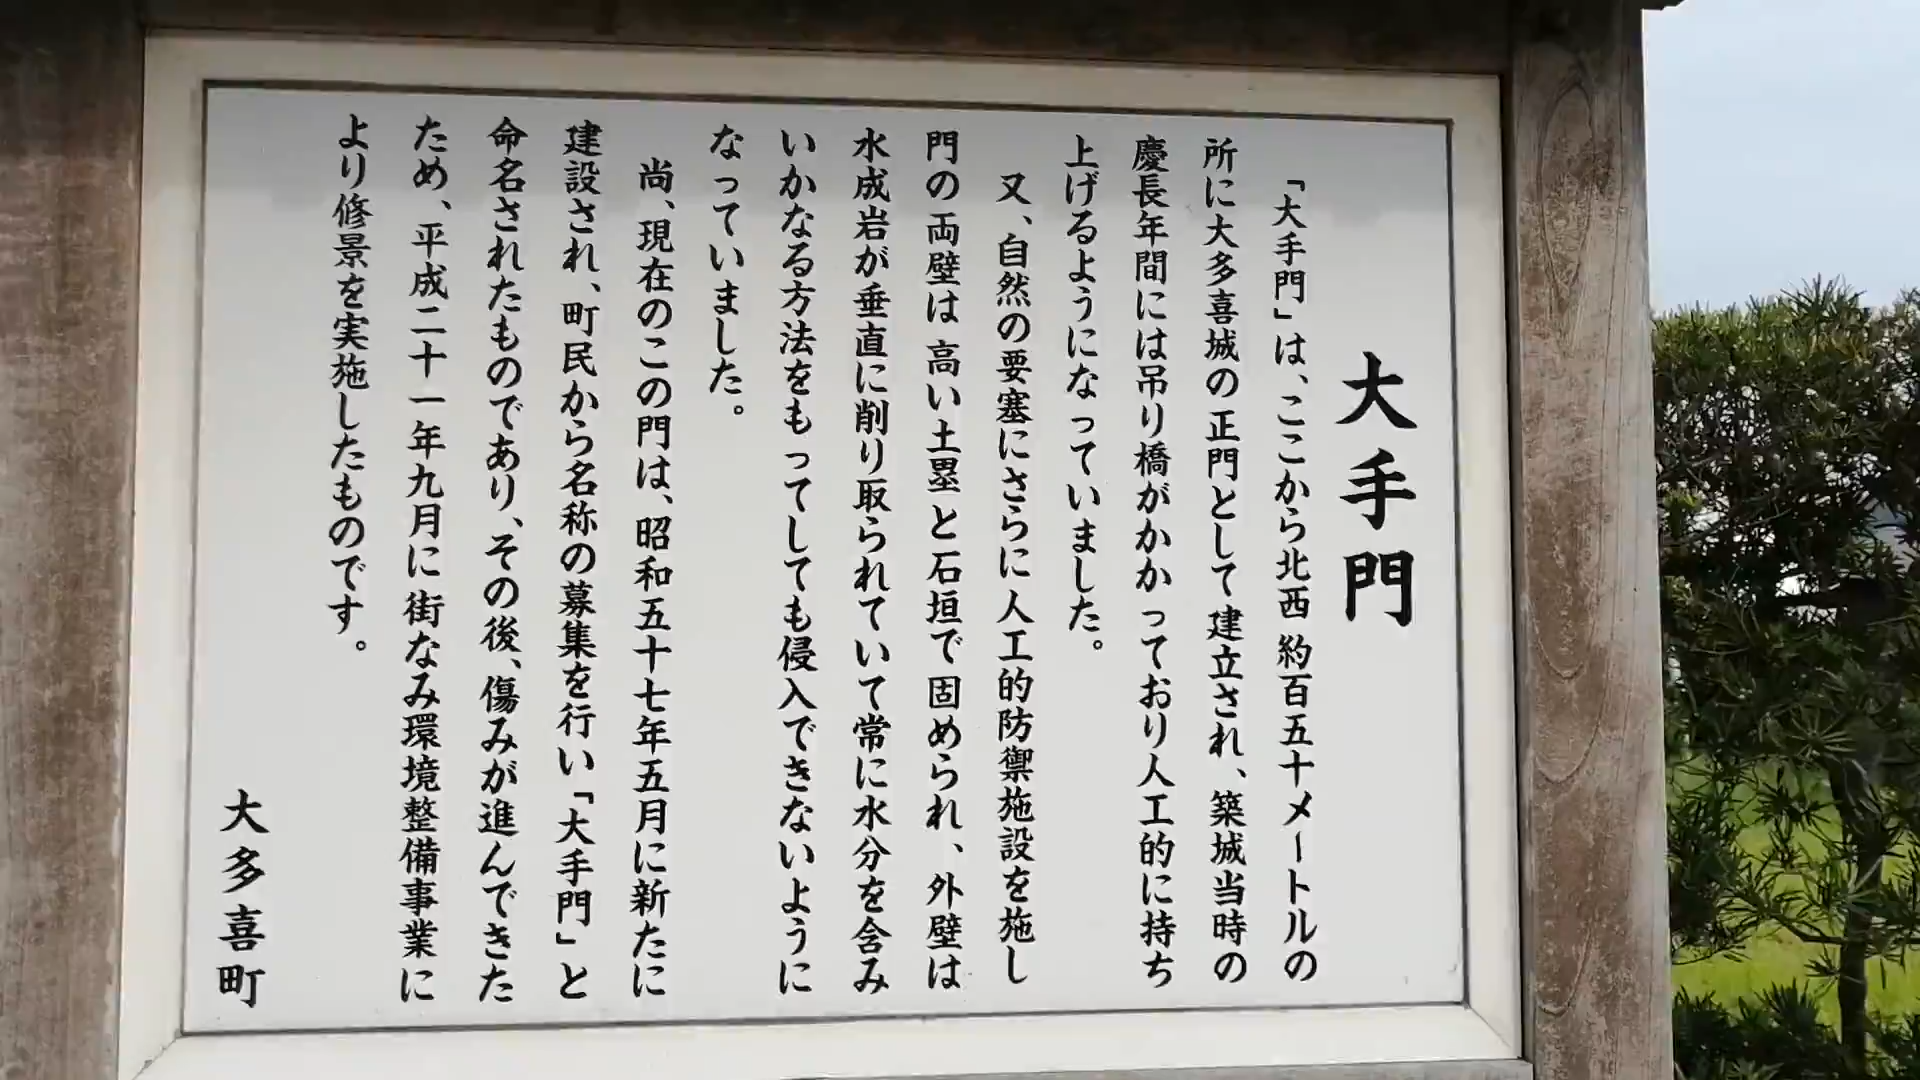 大手門
「大手門」は、ここから北西約百五十メートルの
所に大多喜城の正門として建立され、築城当時の
慶長年間には吊り橋がかかっており人工的に持ち
上げるようになっていました。
又、自然の要塞にさらに人工的防禦施設を施し
門の両壁は高い土塁と石垣で固められ、外壁は
水成岩が垂直に削り取られていて常に水分を含み
いかなる方法をもってしても侵入できないように
なっていました。
尚、現在のこの門は、昭和五十七年五月に新たに
建設され、町民から名称の募集を行い「大手門」と
命名されたものであり、その後、傷みが進んできた
ため、平成二十一年九月に街なみ環境整備事業に
より修景を実施したものです。
大多喜町